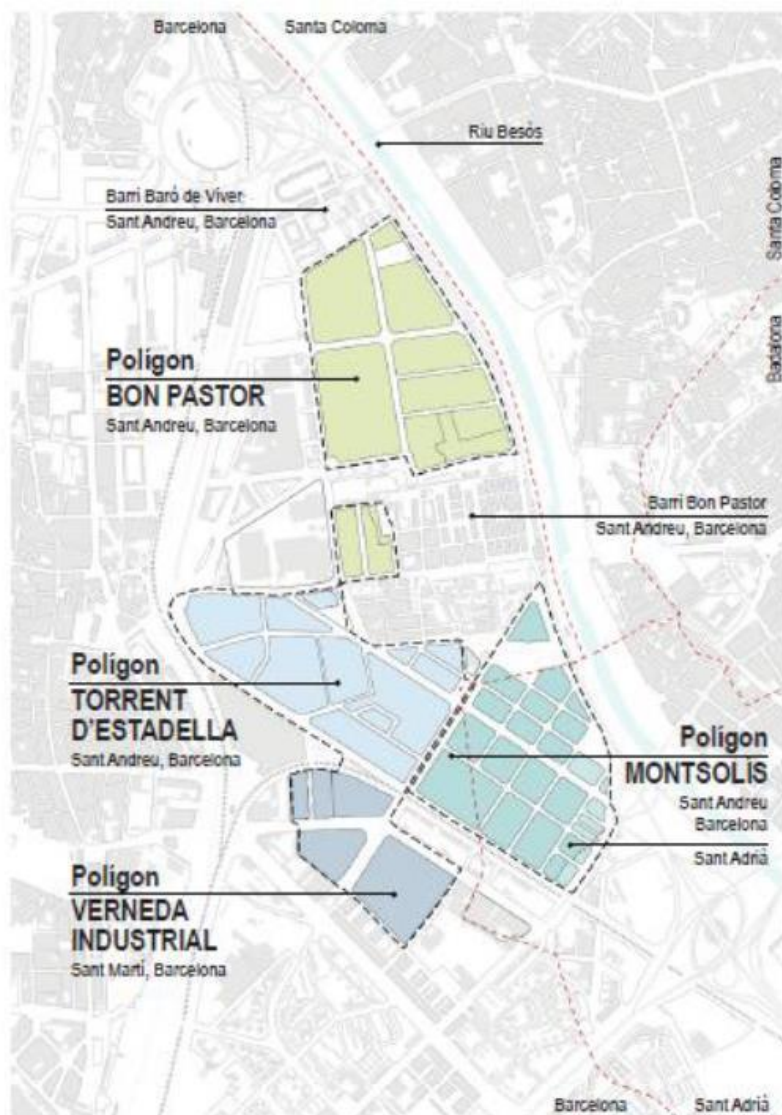 Barcelona
Santa Coloma
Riu Besòs
Barri Baró de Viver
Sant Andreu, Barcelona
Santa Coloma
Badalona
Polígon
BON PASTOR
Sant Andreu, Barcelona
Barri Bon Pastor
Sant Andreu, Barcelona
Polígon
TORRENT
D'ESTADELLA
Sant Andreu, Barcelona
Polígon
MONTSOLÍS
Sant Andreu
Barcelona
Sant Adrià
Polígon
VERNEDA
INDUSTRIAL
Sant Martí, Barcelona
Barcelona
Sant Adrià